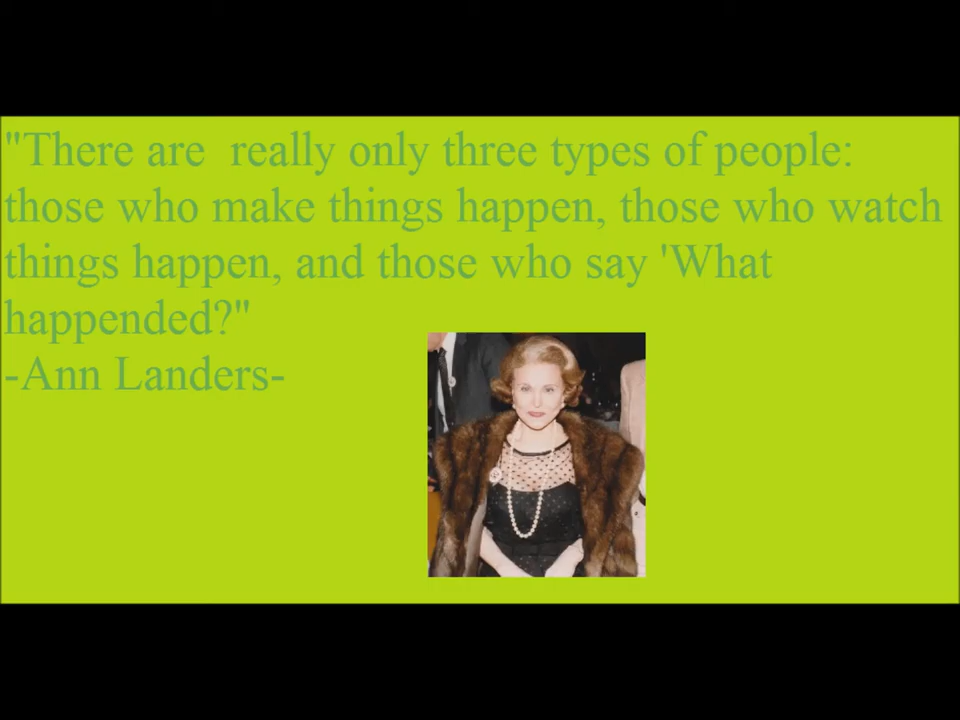 "There are  really only three types of people:
those who make things happen, those who watch
things happen, and those who say 'What
happended?"
-Ann Landers-